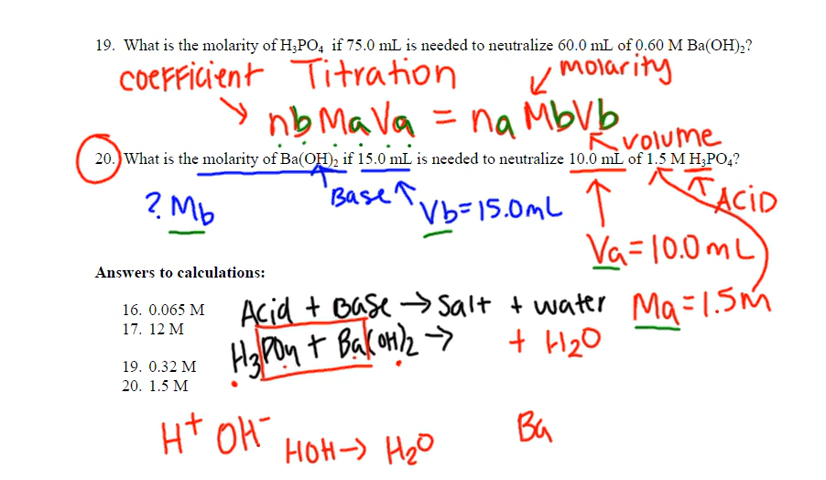 19. What is the molarity of H₃PO₄ if 75.0 mL is needed to neutralize 60.0 mL of 0.60 M Ba(OH)₂?
coefficient Titration molarity
nbMaVa = naMbVb
volume
20. What is the molarity of Ba(OH)₂ if 15.0 mL is needed to neutralize 10.0 mL of 1.5 M H₃PO₄?
? Mb Base Vb=15.0mL ACiD
Va=10.0mL
Answers to calculations:
Ma=1.5M
16. 0.065 M Acid + Base → Salt + water
17. 12 M
H₃PO₄ + Ba(OH)₂ → + H₂O
19. 0.32 M
20. 1.5 M
H⁺ OH⁻ HOH → H₂O Ba